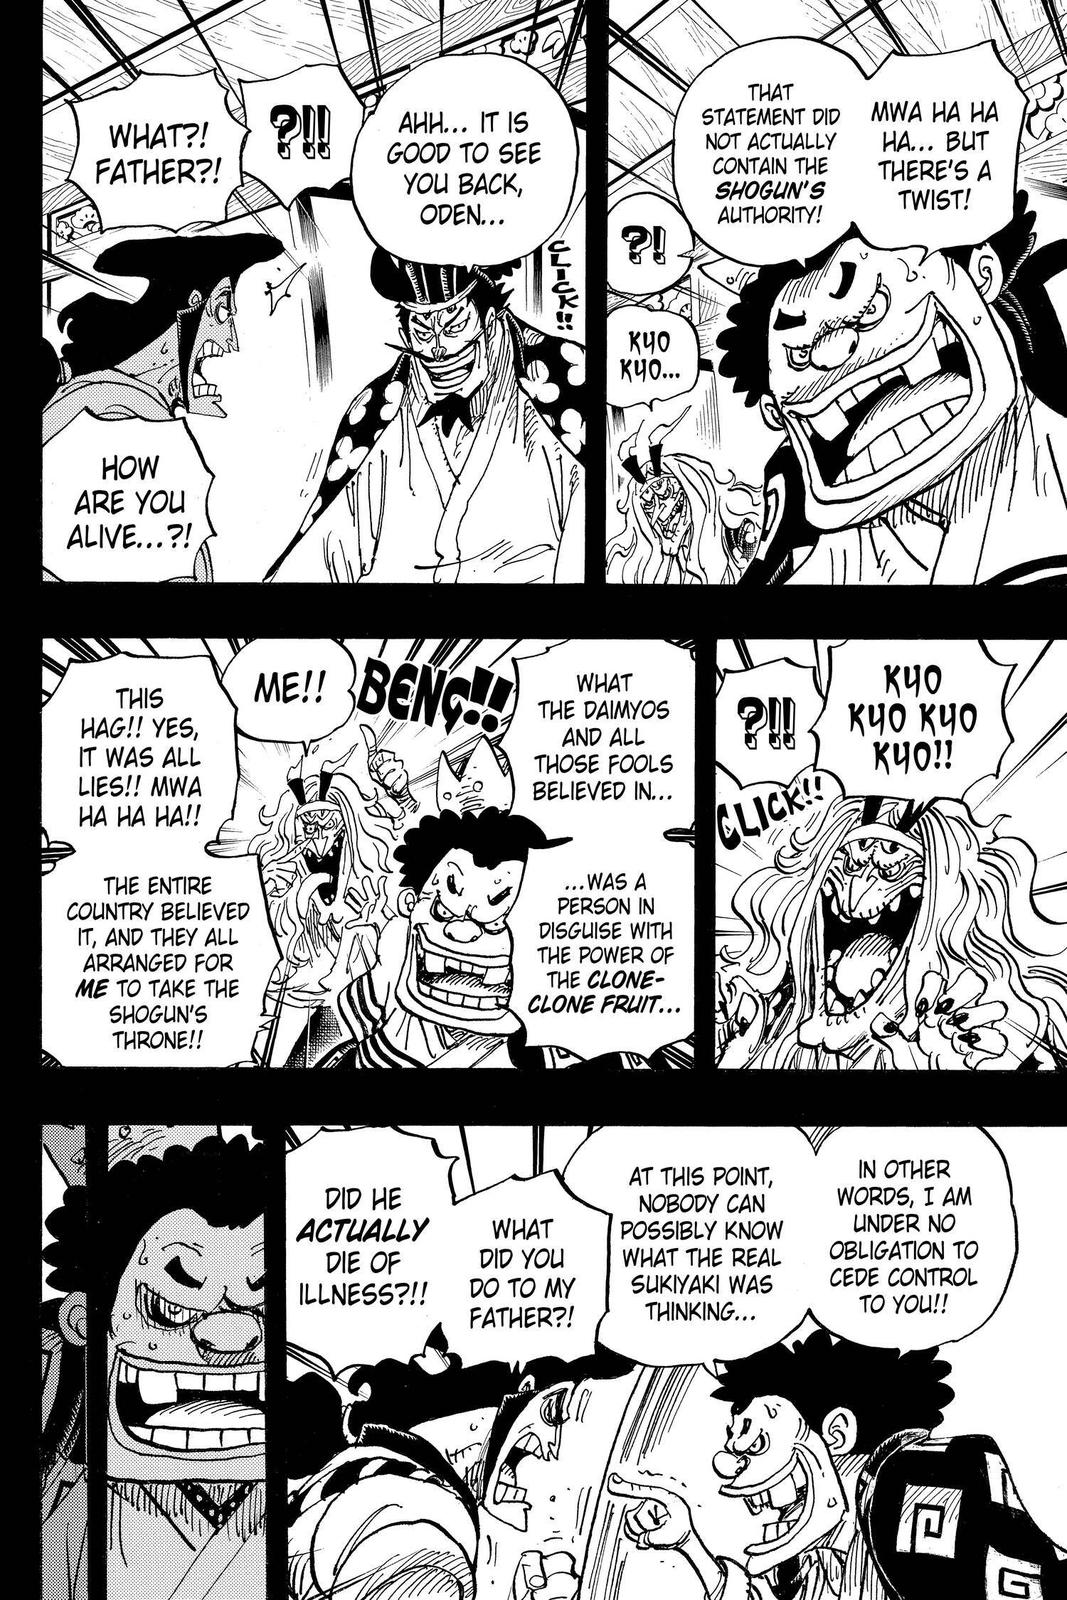 MWA HA HA
HA... BUT
THERE'S A
TWIST!
THAT
STATEMENT DID
NOT ACTUALLY
CONTAIN THE
SHOGUN'S
AUTHORITY!
?!
KYO
KYO...
AHH... IT IS
GOOD TO SEE
YOU BACK,
ODEN...
CLICK!!
?!!
WHAT?!
FATHER?!
HOW
ARE YOU
ALIVE...?!
KYO
KYO KYO
KYO!!
?!!
CLICK!!
WHAT
THE DAIMYOS
AND ALL
THOSE FOOLS
BELIEVED IN...
...WAS A
PERSON IN
DISGUISE WITH
THE POWER OF
THE CLONE-
CLONE FRUIT...
BENG!!
ME!!
THIS
HAG!! YES,
IT WAS ALL
LIES!! MWA
HA HA HA!!
THE ENTIRE
COUNTRY BELIEVED
IT, AND THEY ALL
ARRANGED FOR
ME TO TAKE THE
SHOGUN'S
THRONE!!
IN OTHER
WORDS, I AM
UNDER NO
OBLIGATION TO
CEDE CONTROL
TO YOU!!
AT THIS POINT,
NOBODY CAN
POSSIBLY KNOW
WHAT THE REAL
SUKIYAKI WAS
THINKING...
WHAT
DID YOU
DO TO MY
FATHER?!
DID HE
ACTUALLY
DIE OF
ILLNESS?!!